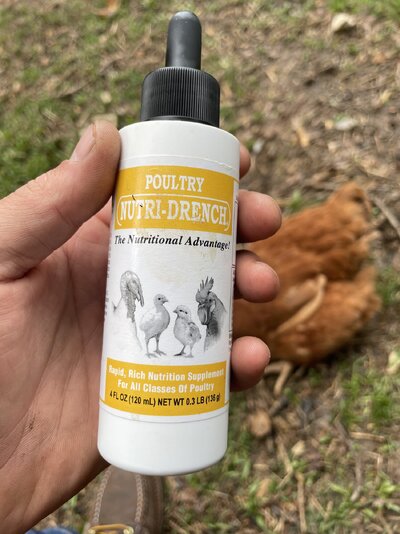 POULTRY
NUTRI-DRENCH
The Nutritional Advantage!
Rapid, Rich Nutrition Supplement
For All Classes Of Poultry
4 FL OZ (120 mL) NET WT 0.3 LB (136 g)